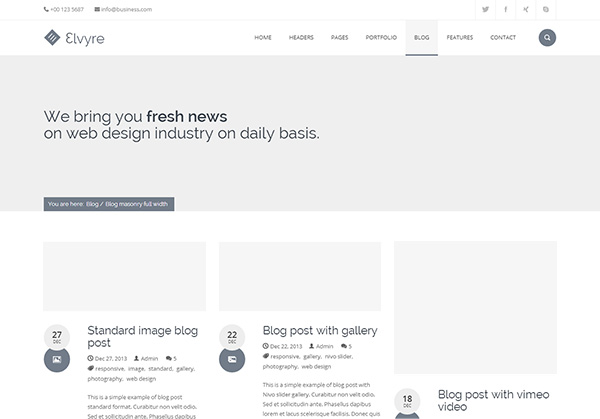 +00 123 5687 info@business.com
Elvyre
HOME HEADERS PAGES PORTFOLIO BLOG FEATURES CONTACT
We bring you fresh news
on web design industry on daily basis.
You are here: Blog / Blog masonry full width
27
DEC
Standard image blog
post
Dec 27, 2013 Admin 5
responsive, image, standard, gallery,
photography, web design
This is a simple example of blog post
standard format. Curabitur non velit odio.
Sed et sollicitudin ante. Phasellus dapibus
22
DEC
Blog post with gallery
Dec 22, 2013 Admin 5
responsive, gallery, nivo slider,
photography, web design
This is a simple example of blog post with
Nivo slider gallery. Curabitur non velit odio.
Sed et sollicitudin ante. Phasellus dapibus
lorem et lacus scelerisque facilisis. Donec quis
18
DEC
Blog post with vimeo
video